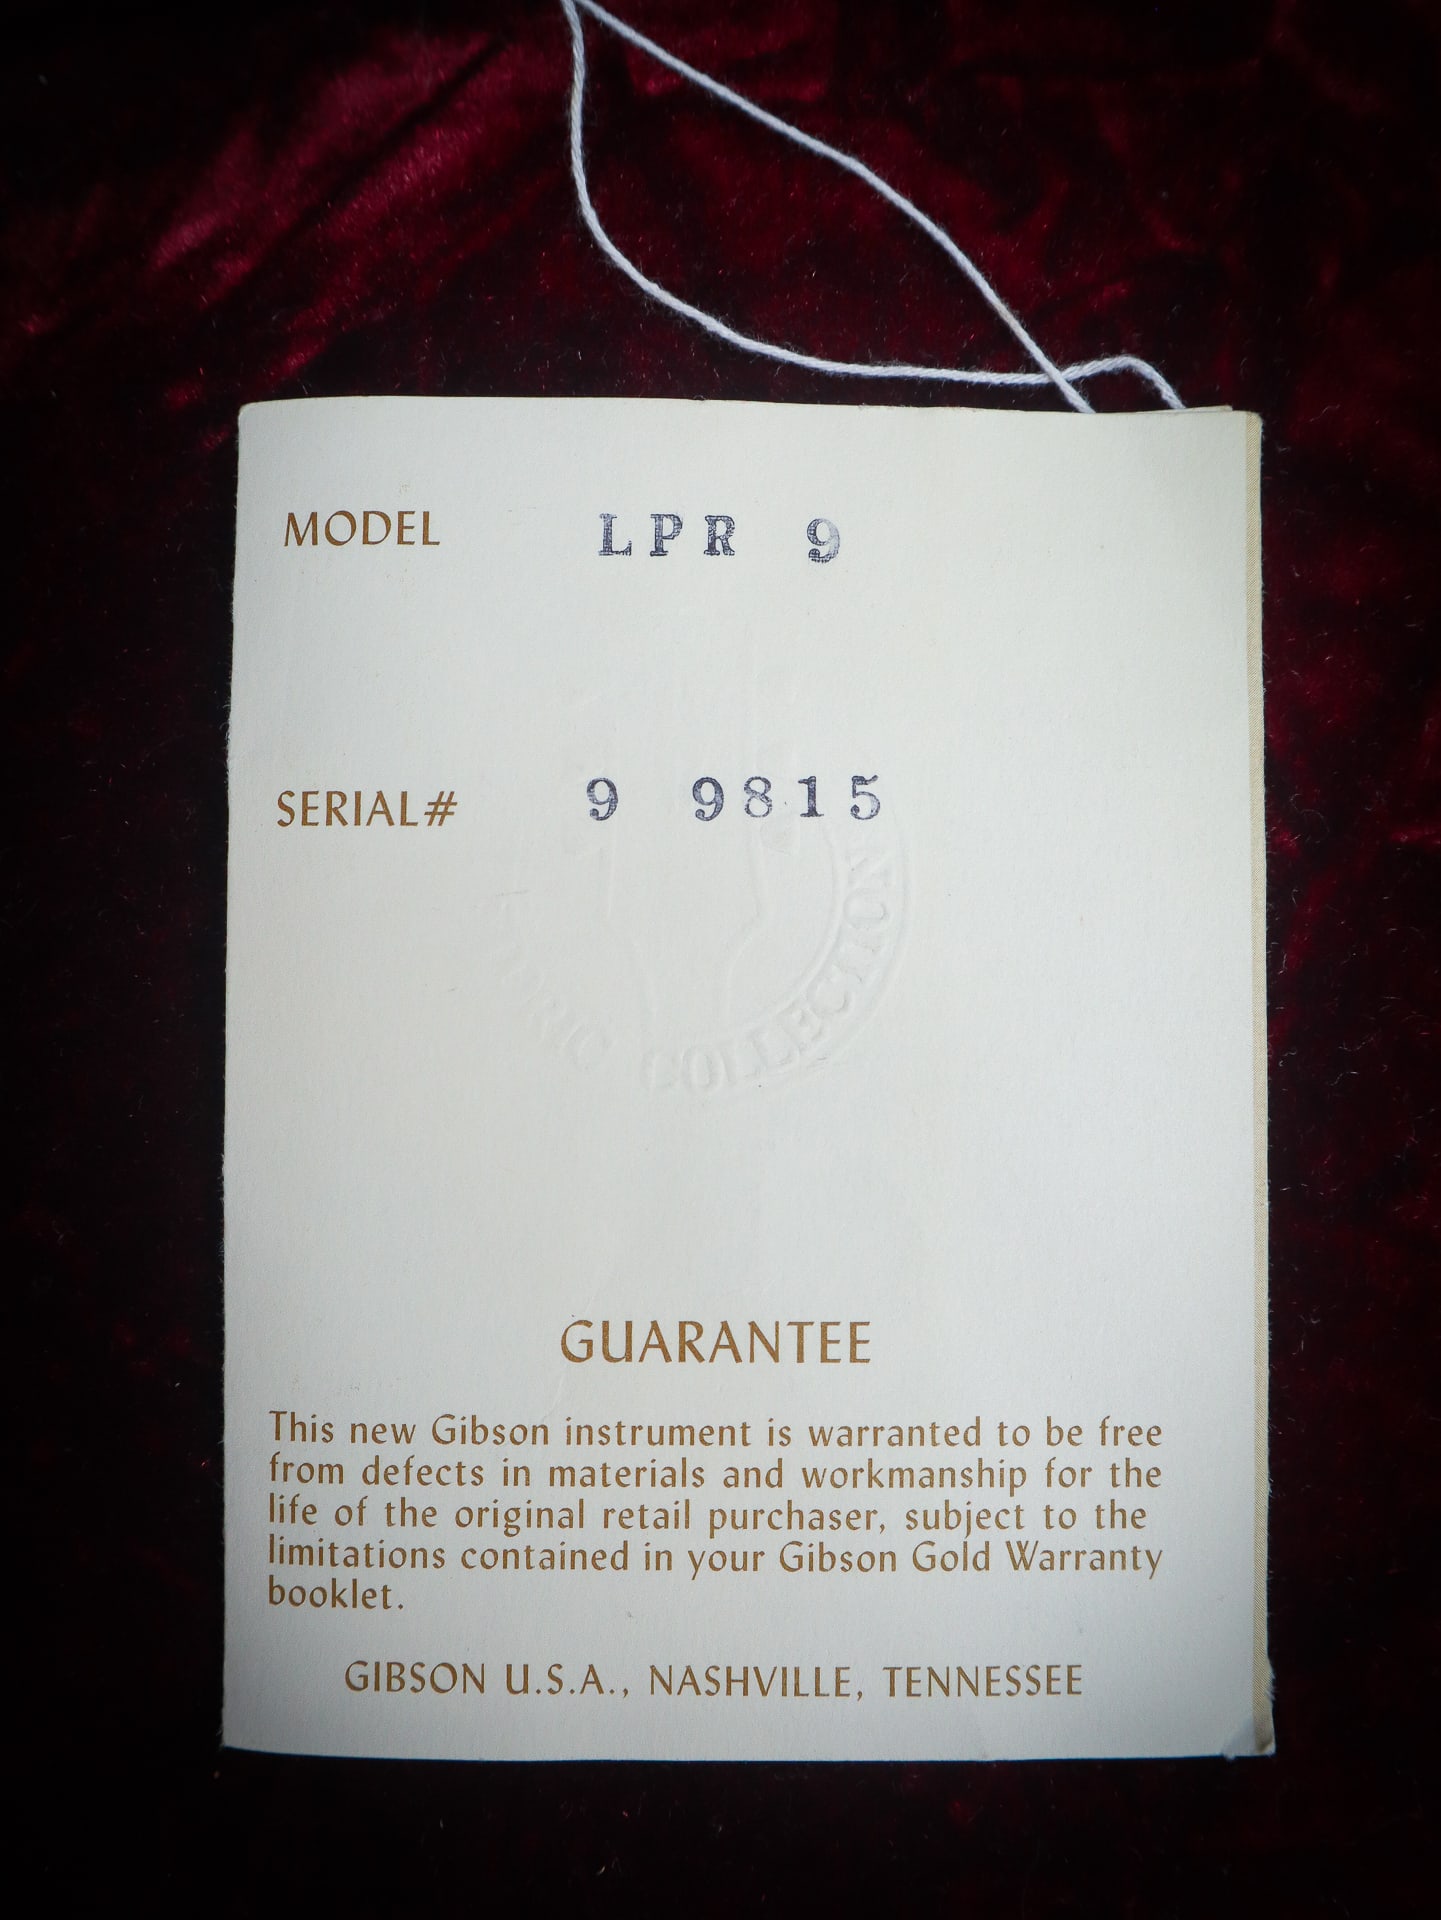 MODEL LPR 9
SERIAL# 9 9815
COLLECTION
GUARANTEE
This new Gibson instrument is warranted to be free
from defects in materials and workmanship for the
life of the original retail purchaser, subject to the
limitations contained in your Gibson Gold Warranty
booklet.
GIBSON U.S.A., NASHVILLE, TENNESSEE